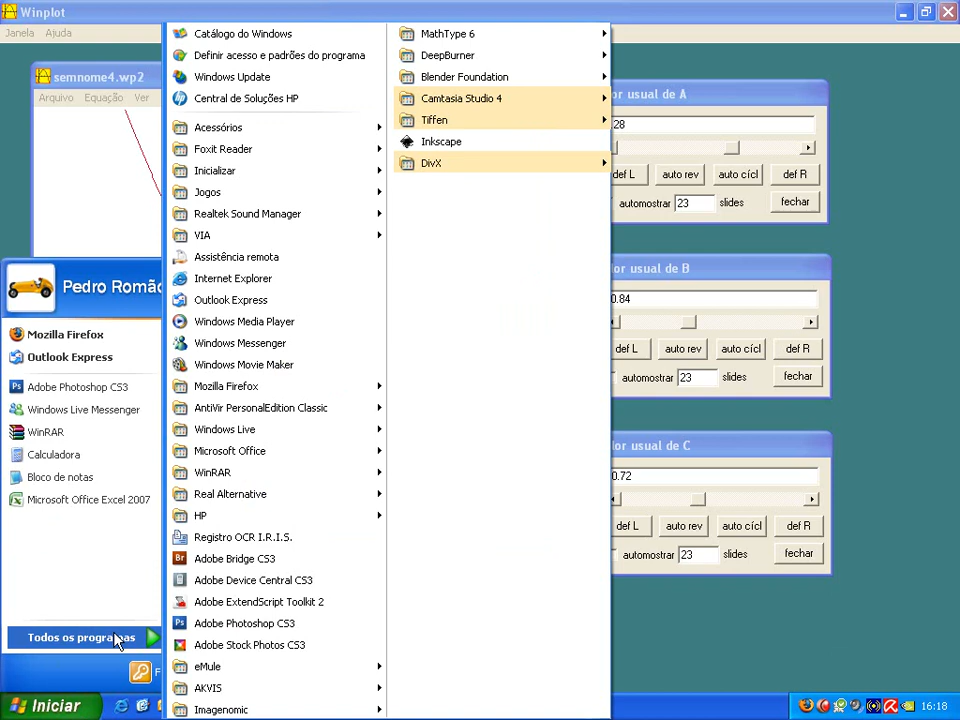 Winplot
Janela Ajuda
semnome4.wp2
Arquivo Equação Ver
Pedro Romão
Mozilla Firefox
Outlook Express
Adobe Photoshop CS3
Windows Live Messenger
WinRAR
Calculadora
Bloco de notas
Microsoft Office Excel 2007
Todos os programas
Iniciar
Catálogo do Windows
Definir acesso e padrões do programa
Windows Update
Central de Soluções HP
Acessórios
Foxit Reader
Inicializar
Jogos
Realtek Sound Manager
VIA
Assistência remota
Internet Explorer
Outlook Express
Windows Media Player
Windows Messenger
Windows Movie Maker
Mozilla Firefox
AntiVir PersonalEdition Classic
Windows Live
Microsoft Office
WinRAR
Real Alternative
HP
Registro OCR I.R.I.S.
Adobe Bridge CS3
Adobe Device Central CS3
Adobe ExtendScript Toolkit 2
Adobe Photoshop CS3
Adobe Stock Photos CS3
eMule
AKVIS
Imagenomic
MathType 6
DeepBurner
Blender Foundation
Camtasia Studio 4
Tiffen
Inkscape
DivX
or usual de A
28
def L auto rev auto cícl def R
automostrar 23 slides fechar
or usual de B
0.84
def L auto rev auto cícl def R
automostrar 23 slides fechar
or usual de C
0.72
def L auto rev auto cícl def R
automostrar 23 slides fechar
16:18